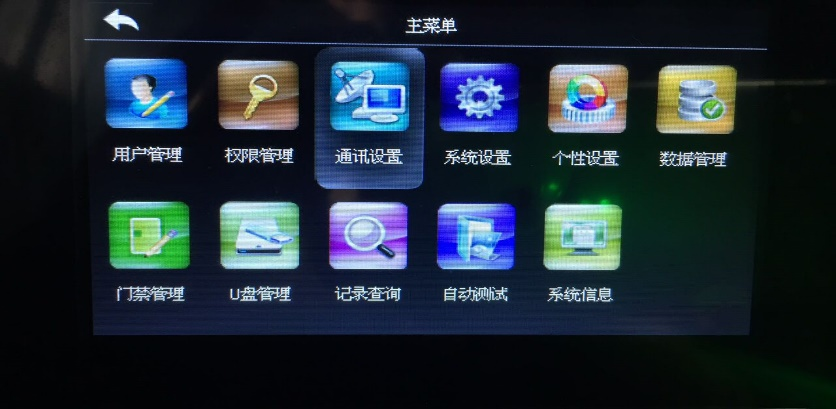 主菜单
用户管理 权限管理 通讯设置 系统设置 个性设置 数据管理
门禁管理 U盘管理 记录查询 自动测试 系统信息